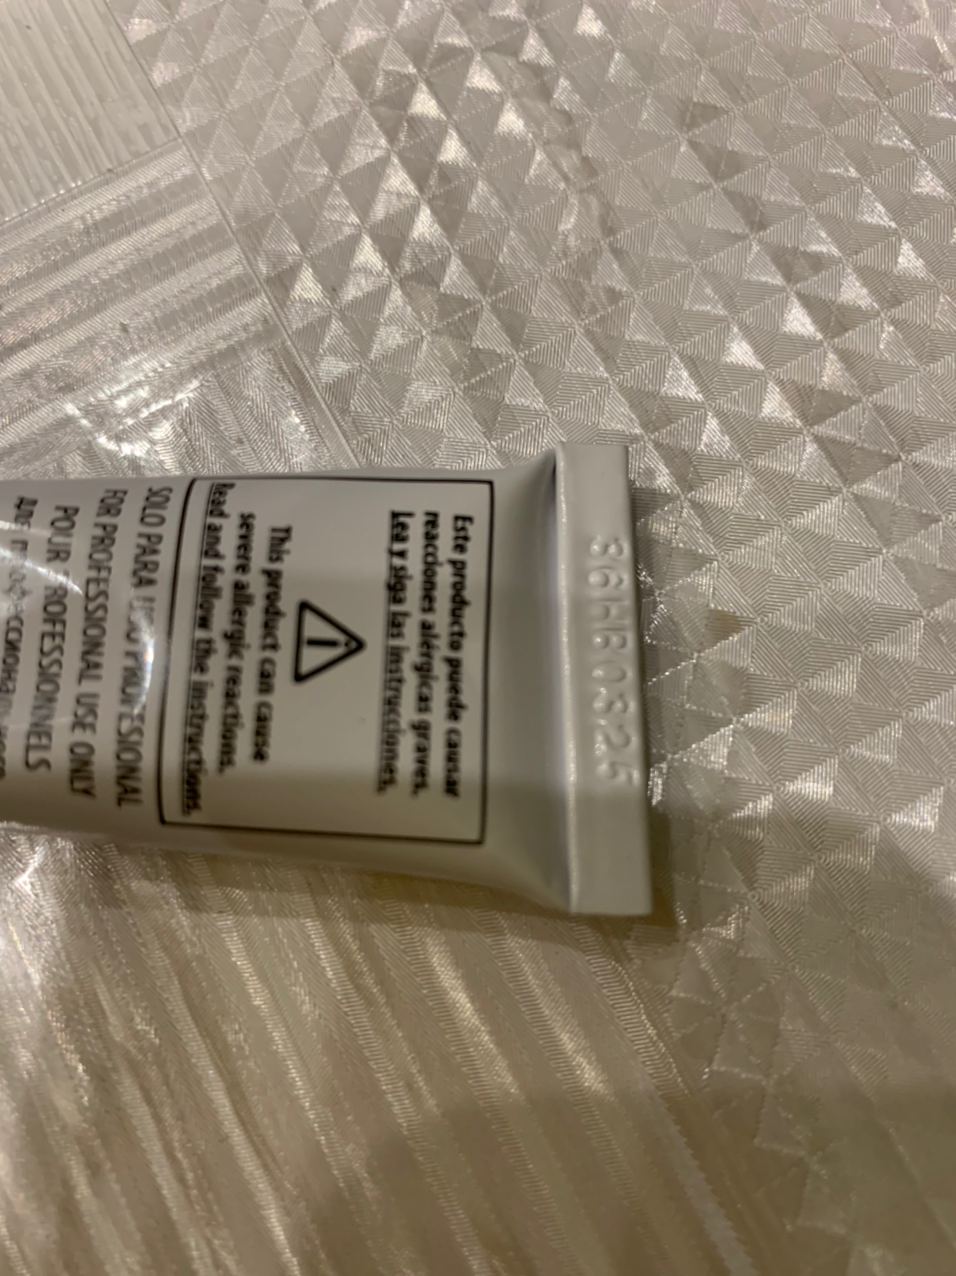 Este producto puede causar
reacciones alérgicas graves.
Lea y siga las instrucciones.
This product can cause
severe allergic reactions.
Read and follow the instructions.
SOLO PARA USO PROFESIONAL
FOR PROFESSIONAL USE ONLY
POUR PROFESSIONNELS